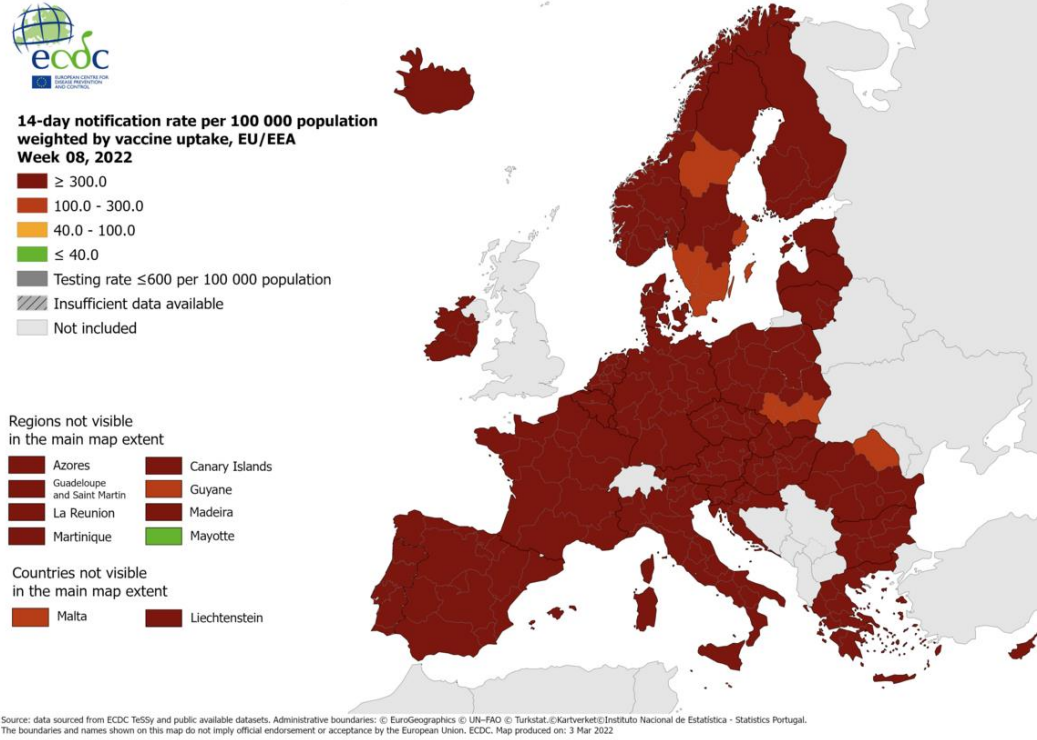 ecdc
EUROPEAN CENTRE FOR
DISEASE PREVENTION
AND CONTROL
14-day notification rate per 100 000 population
weighted by vaccine uptake, EU/EEA
Week 08, 2022
≥ 300.0
100.0 - 300.0
40.0 - 100.0
≤ 40.0
Testing rate ≤600 per 100 000 population
Insufficient data available
Not included
Regions not visible
in the main map extent
Azores
Canary Islands
Guadeloupe
and Saint Martin
Guyane
La Reunion
Madeira
Martinique
Mayotte
Countries not visible
in the main map extent
Malta
Liechtenstein
Source: data sourced from ECDC TeSSy and public available datasets. Administrative boundaries: © EuroGeographics © UN–FAO © Turkstat.©Kartverket©Instituto Nacional de Estatística - Statistics Portugal.
The boundaries and names shown on this map do not imply official endorsement or acceptance by the European Union. ECDC. Map produced on: 3 Mar 2022